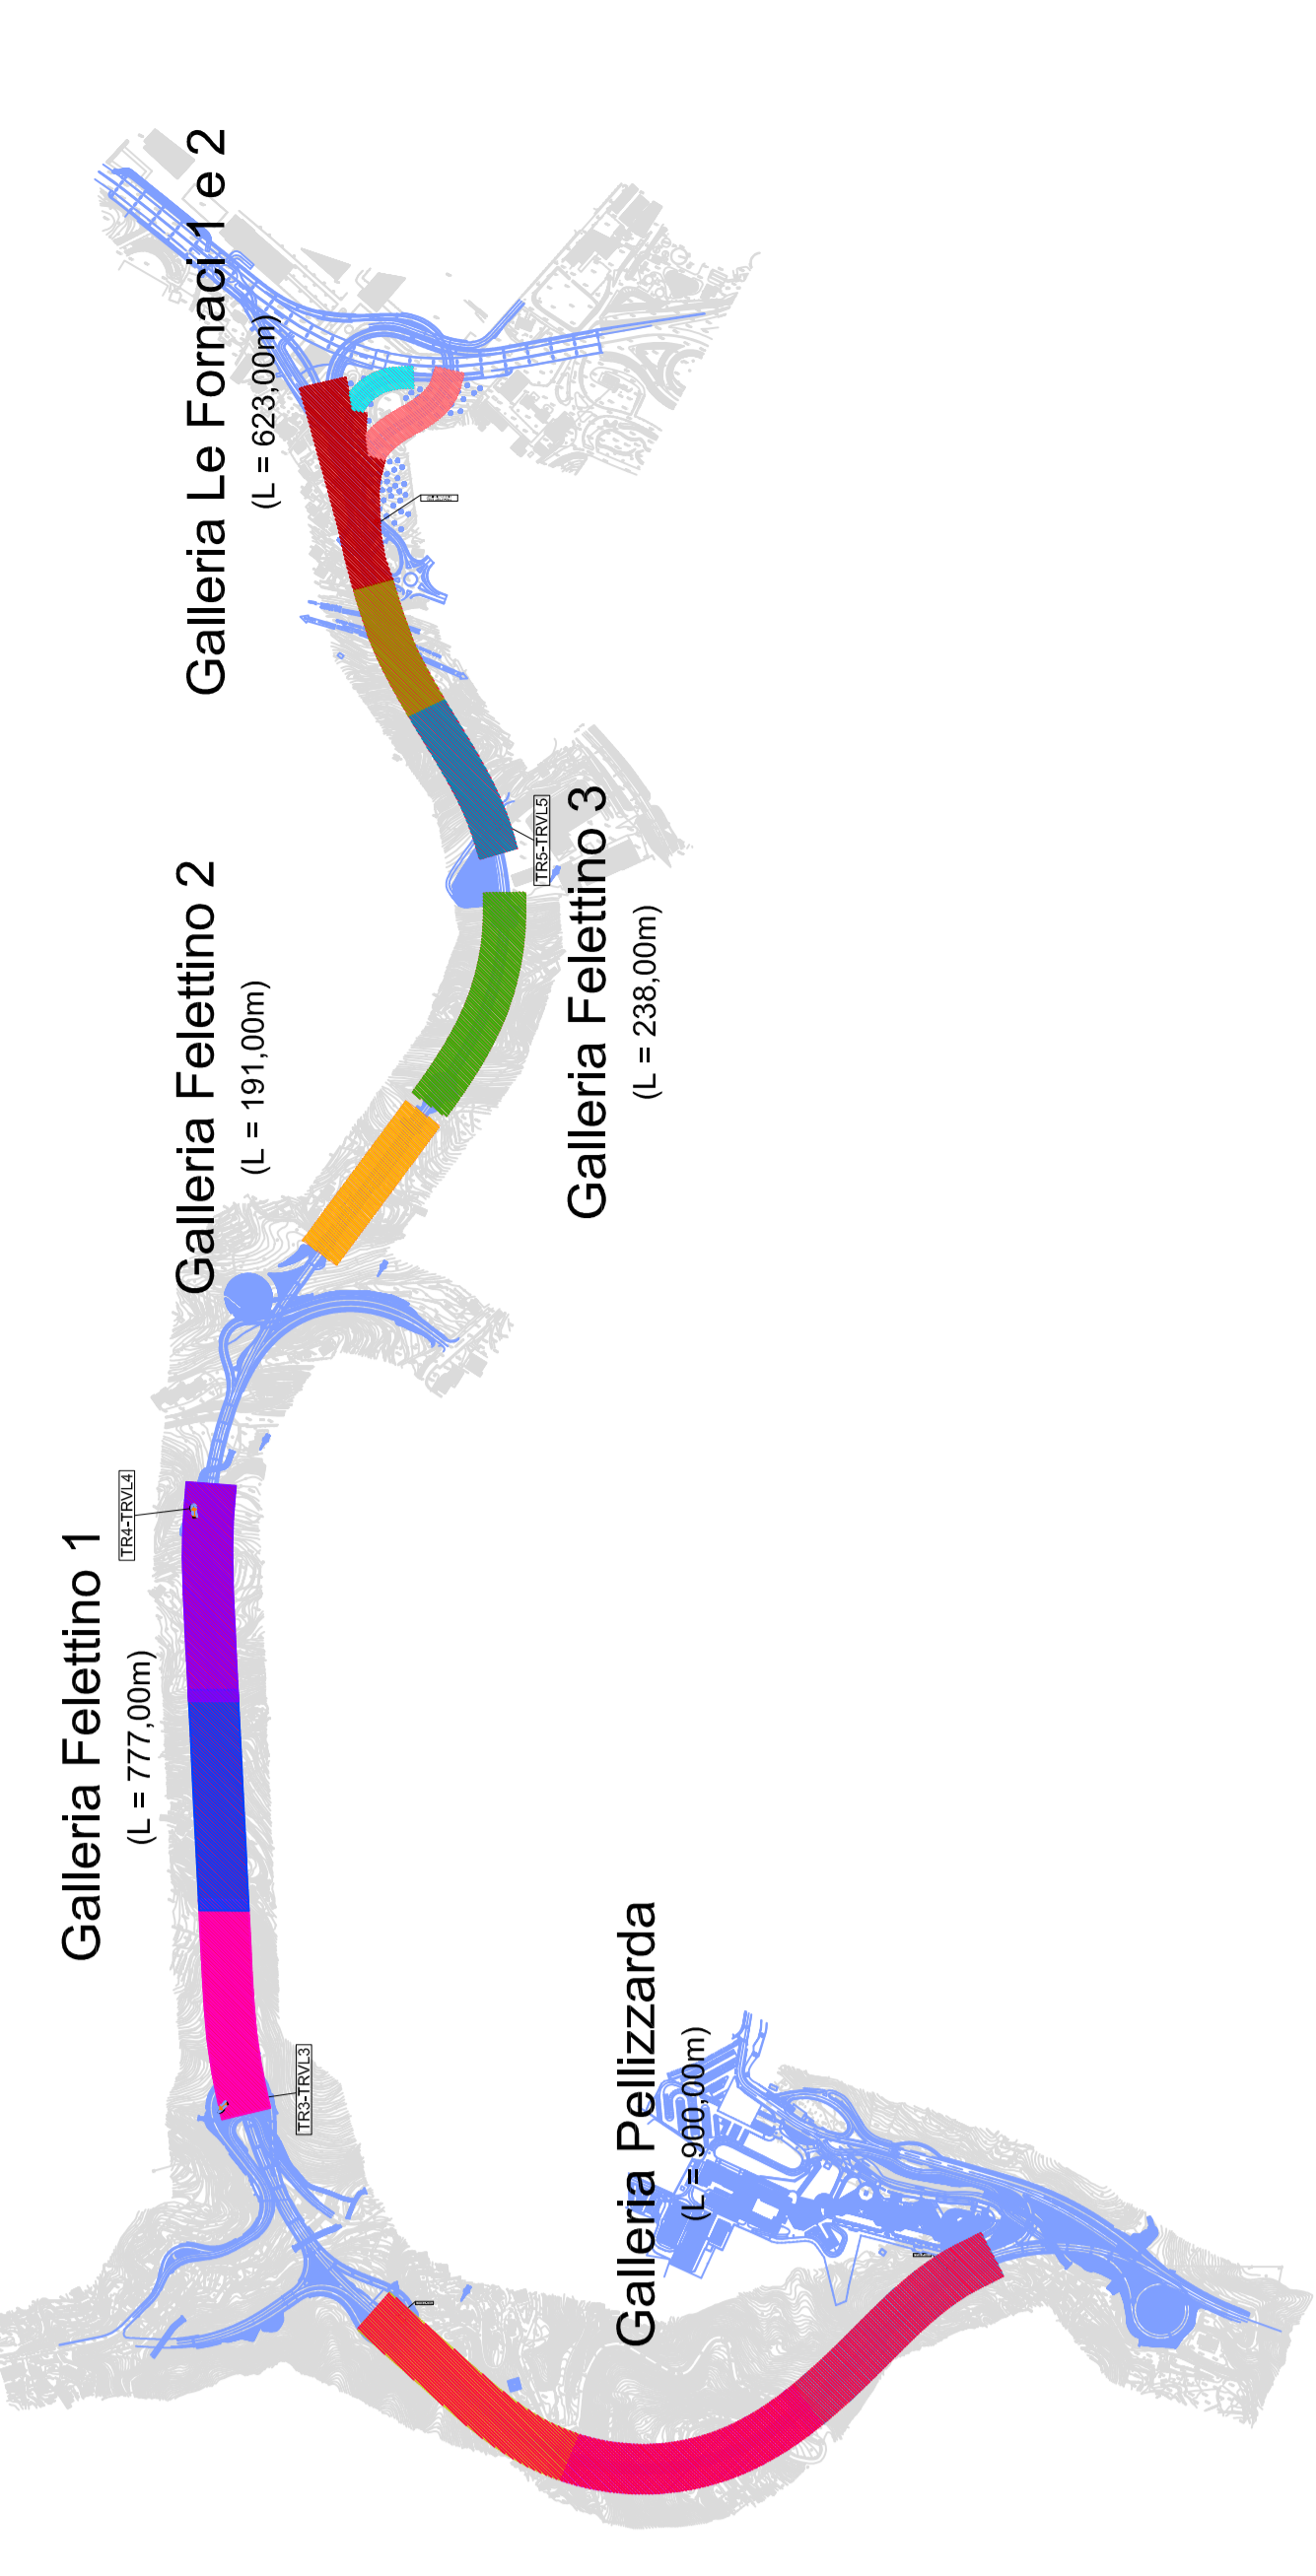 Galleria Le Fornaci 1 e 2
(L = 623,00m)
Galleria Felettino 2
(L = 191,00m)
TR5-TRVL5
Galleria Felettino 3
(L = 238,00m)
Galleria Felettino 1
(L = 777,00m)
TR4-TRVL4
TR3-TRVL3
Galleria Pellizzarda
(L = 900,00m)